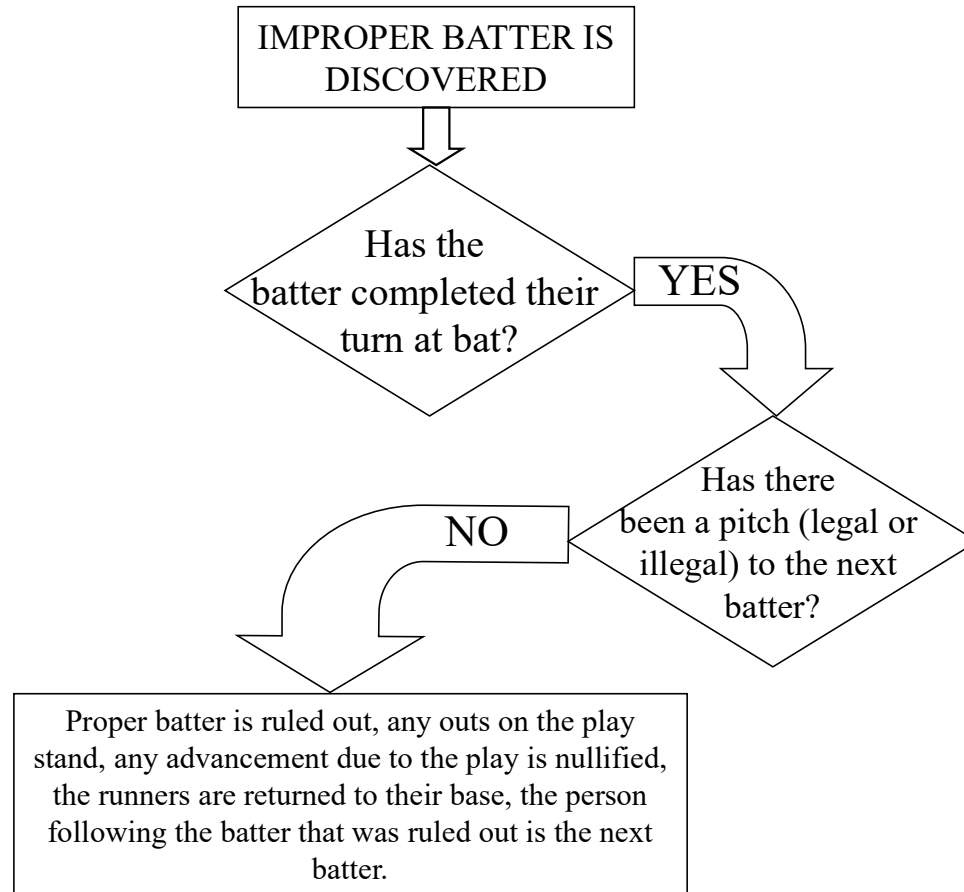 IMPROPER BATTER IS
DISCOVERED
Has the
batter completed their
turn at bat?
YES
Has there
been a pitch (legal or
illegal) to the next
batter?
NO
Proper batter is ruled out, any outs on the play
stand, any advancement due to the play is nullified,
the runners are returned to their base, the person
following the batter that was ruled out is the next
batter.